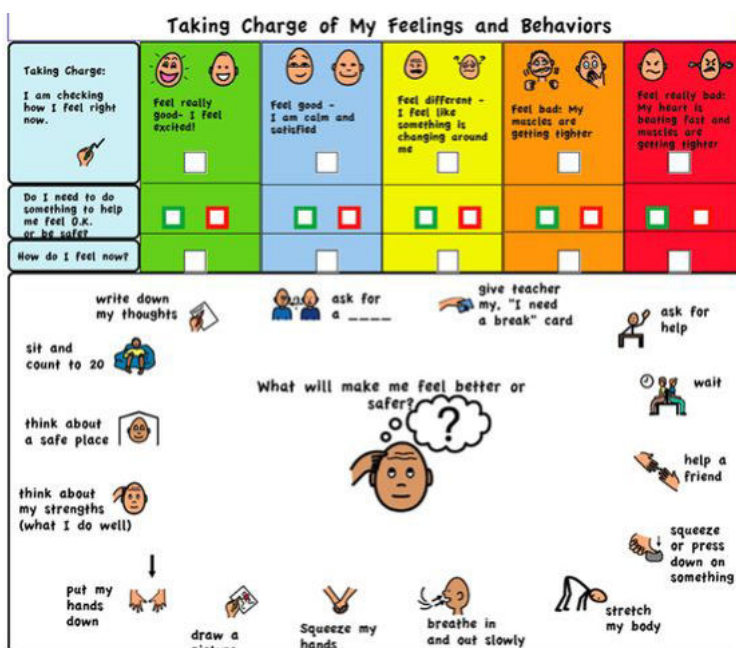 Taking Charge of My Feelings and Behaviors
Taking Charge:
I am checking
how I feel right
now.
Feel really
good- I feel
excited!
Feel good -
I am calm and
satisfied
Feel different -
I feel like
something is
changing around
me
Feel bad: My
muscles are
getting tighter
Feel really bad:
My heart is
beating fast and
muscles are
getting tighter
Do I need to do
something to help
me feel O.K.
or be safe?
How do I feel now?
write down
my thoughts
ask for
a ____
give teacher
my, "I need
a break" card
ask for
help
sit and
count to 20
What will make me feel better or
safer?
?
wait
think about
a safe place
help a
friend
think about
my strengths
(what I do well)
squeeze
or press
down on
something
put my
hands
down
draw a
Squeeze my
hands
breathe in
and out slowly
stretch
my body